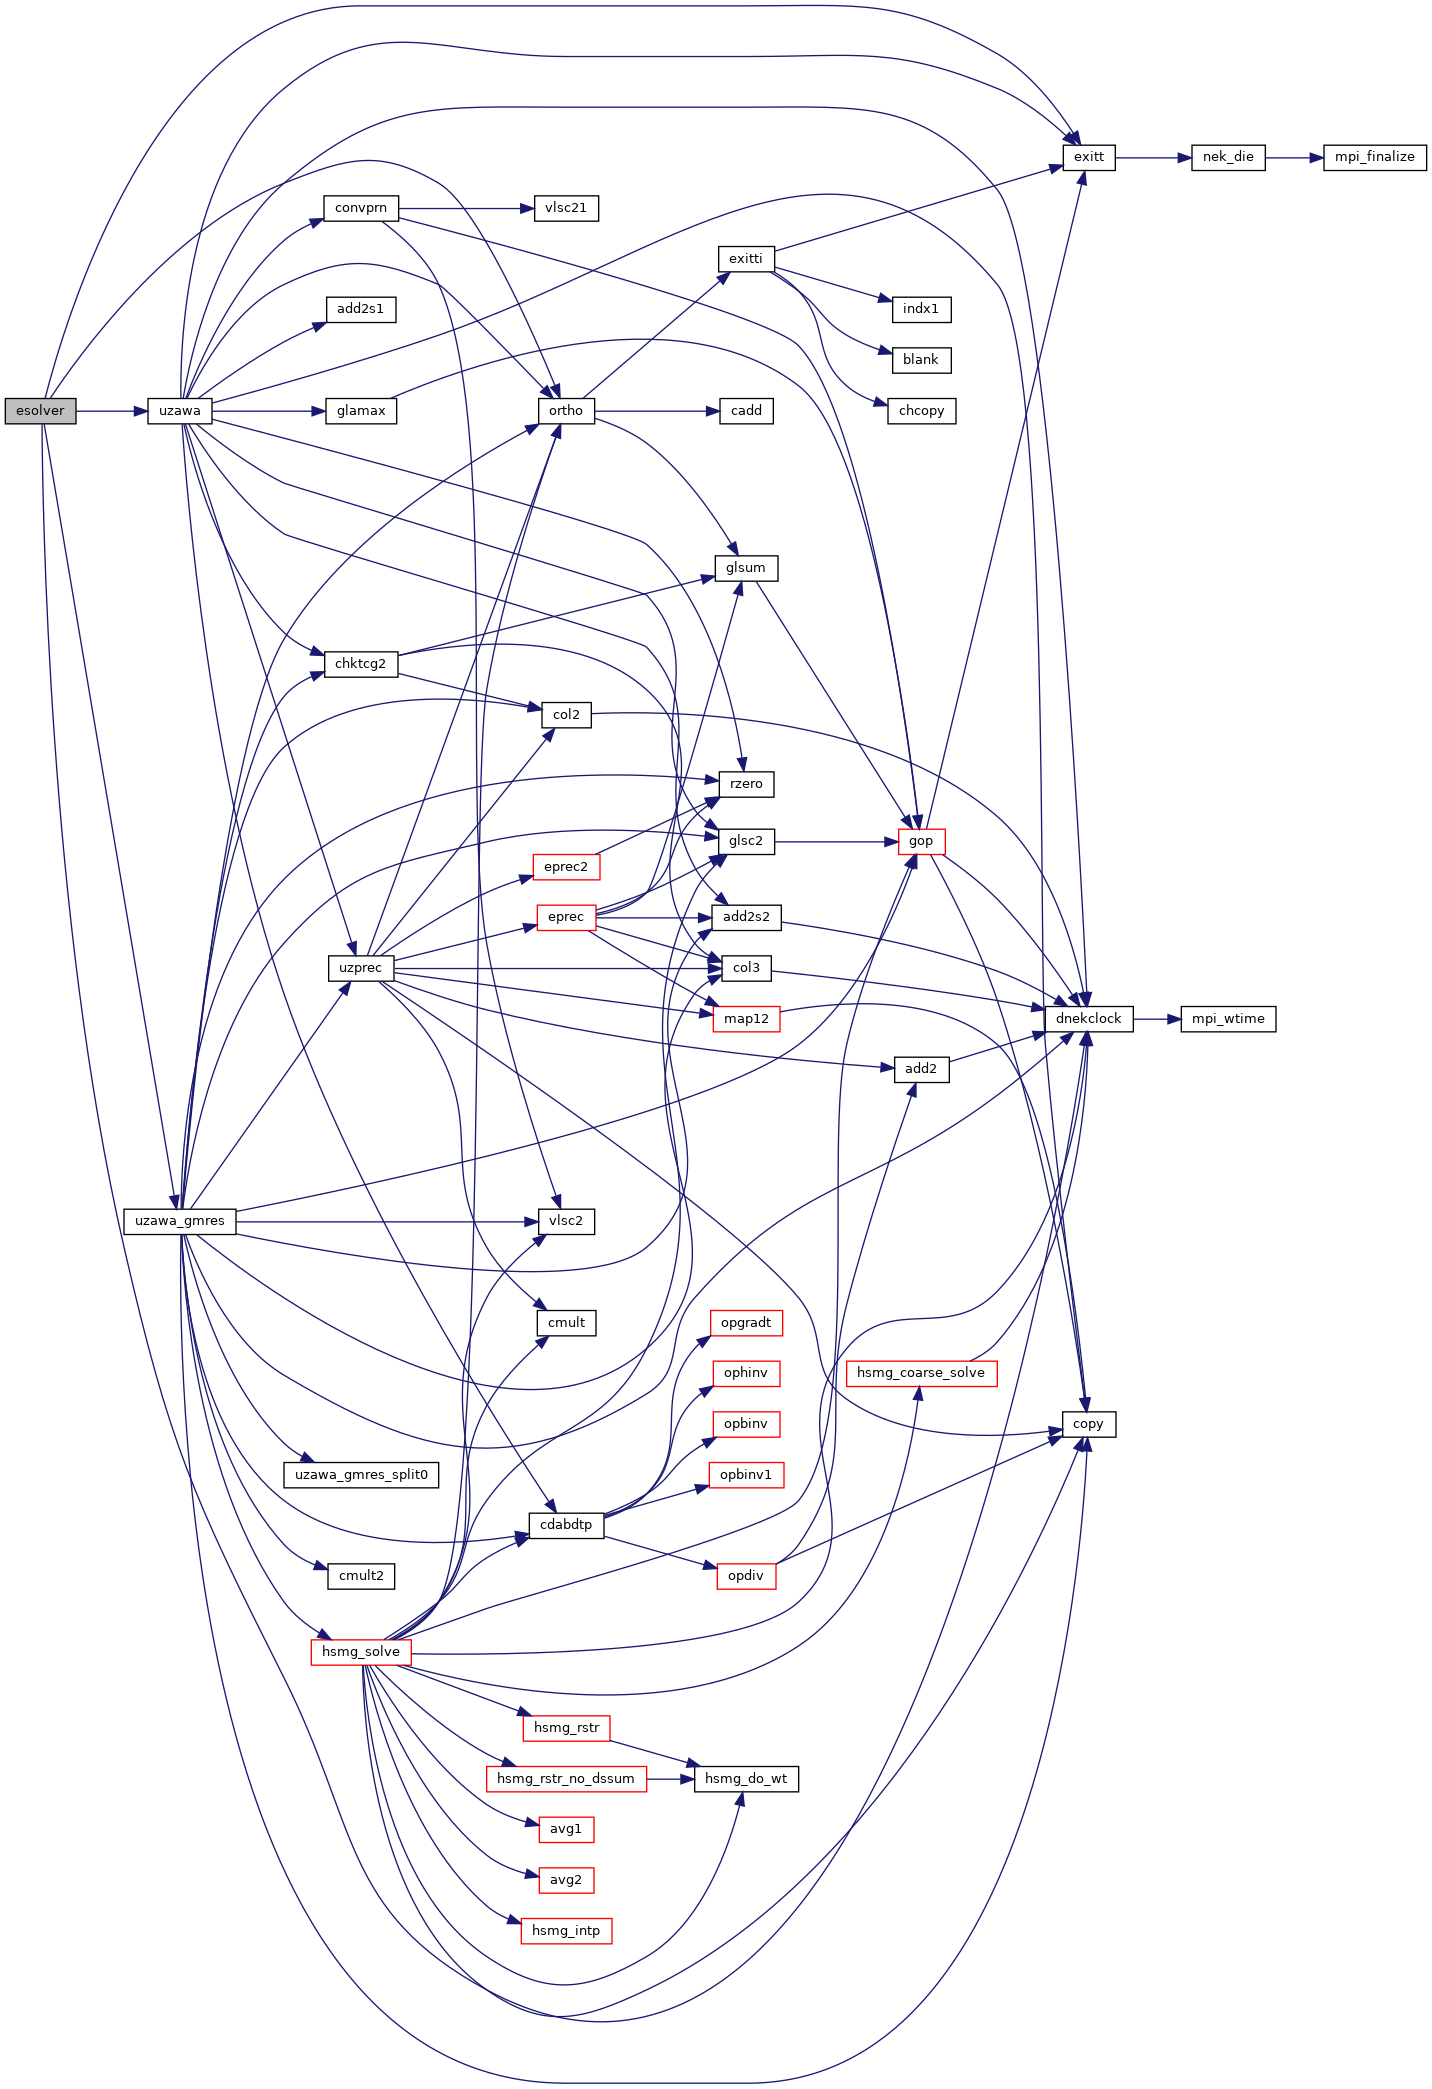 exitt
nek_die
mpi_finalize
convprn
vlsc21
exitti
add2s1
indx1
blank
esolver
uzawa
glamax
ortho
cadd
chcopy
glsum
chktcg2
col2
rzero
glsc2
gop
eprec2
eprec
add2s2
uzprec
col3
map12
dnekclock
mpi_wtime
add2
uzawa_gmres
vlsc2
cmult
opgradt
ophinv
hsmg_coarse_solve
opbinv
copy
uzawa_gmres_split0
opbinv1
cdabdtp
cmult2
opdiv
hsmg_solve
hsmg_rstr
hsmg_rstr_no_dssum
hsmg_do_wt
avg1
avg2
hsmg_intp